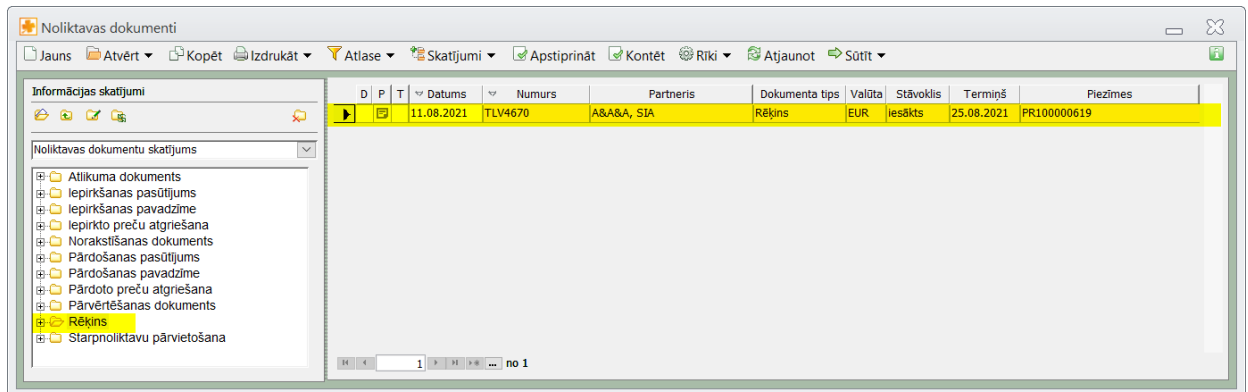 Noliktavas dokumenti
Jauns Atvērt Kopēt Izdrukāt Atlase Skatījumi Apstiprināt Kontēt Rīki Atjaunot Sūtīt
Informācijas skatījumi
Noliktavas dokumentu skatījums
Atlikuma dokuments
Iepirkšanas pasūtījums
Iepirkšanas pavadzīme
Iepirkto preču atgriešana
Norakstīšanas dokuments
Pārdošanas pasūtījums
Pārdošanas pavadzīme
Pārdoto preču atgriešana
Pārvērtēšanas dokuments
Rēķins
Starpnoliktavu pārvietošana
D P T Datums Numurs Partneris Dokumenta tips Valūta Stāvoklis Termiņš Piezīmes
11.08.2021 TLV4670 A&A&A, SIA Rēķins EUR iesākts 25.08.2021 PR100000619
1 ... no 1